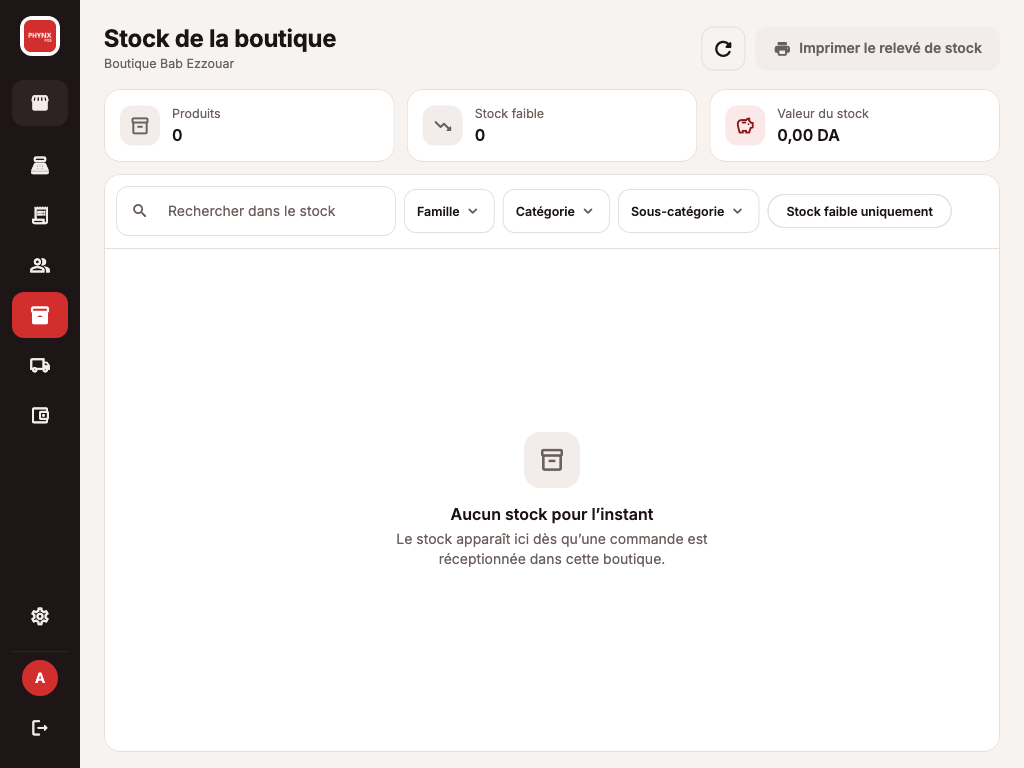 PHYNX
POS
Stock de la boutique
Boutique Bab Ezzouar
Imprimer le relevé de stock
Produits
0
Stock faible
0
Valeur du stock
0,00 DA
Rechercher dans le stock
Famille
Catégorie
Sous-catégorie
Stock faible uniquement
Aucun stock pour l’instant
Le stock apparaît ici dès qu’une commande est
réceptionnée dans cette boutique.
A